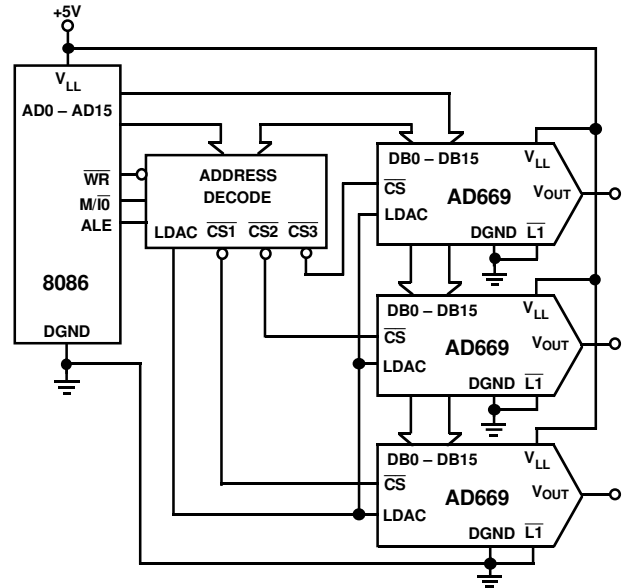 +5V
VLL
AD0 – AD15
WR
M/I0
ALE
8086
DGND
ADDRESS
DECODE
LDAC CS1 CS2 CS3
DB0 – DB15
VLL
CS
AD669
VOUT
LDAC
DGND L1
DB0 – DB15
VLL
CS
AD669
VOUT
LDAC
DGND L1
DB0 – DB15
VLL
CS
AD669
VOUT
LDAC
DGND L1